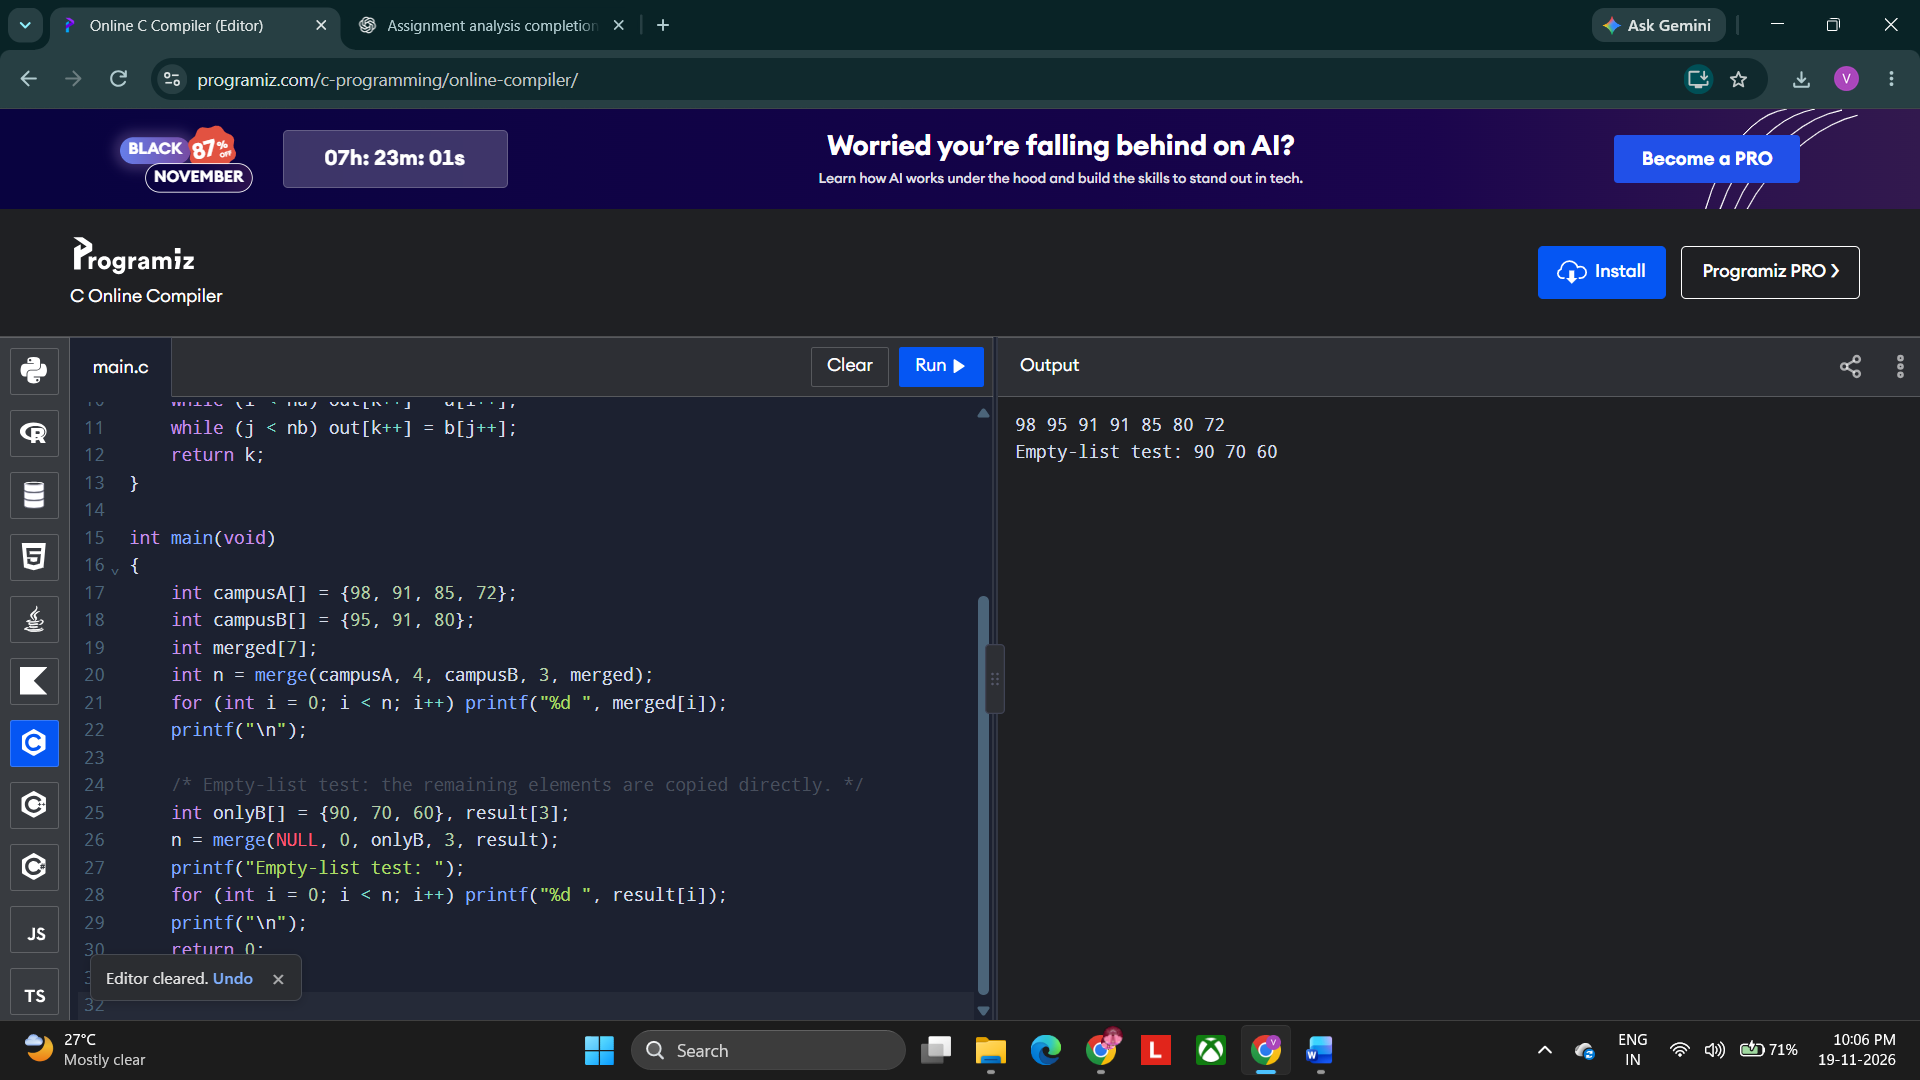 Online C Compiler (Editor)
Assignment analysis completion
Ask Gemini
programiz.com/c-programming/online-compiler/
V
BLACK 87% OFF
NOVEMBER
07h: 23m: 01s
Worried you’re falling behind on AI?
Learn how AI works under the hood and build the skills to stand out in tech.
Become a PRO
Programiz
C Online Compiler
Install
Programiz PRO >
main.c
Clear
Run
Output
10 while (i < na) out[k++] = a[i++];
11 while (j < nb) out[k++] = b[j++];
12 return k;
13 }
14
15 int main(void)
16 {
17 int campusA[] = {98, 91, 85, 72};
18 int campusB[] = {95, 91, 80};
19 int merged[7];
20 int n = merge(campusA, 4, campusB, 3, merged);
21 for (int i = 0; i < n; i++) printf("%d ", merged[i]);
22 printf("\n");
23
24 /* Empty-list test: the remaining elements are copied directly. */
25 int onlyB[] = {90, 70, 60}, result[3];
26 n = merge(NULL, 0, onlyB, 3, result);
27 printf("Empty-list test: ");
28 for (int i = 0; i < n; i++) printf("%d ", result[i]);
29 printf("\n");
30 return 0;
32
Editor cleared. Undo
98 95 91 91 85 80 72
Empty-list test: 90 70 60
JS
TS
27°C
Mostly clear
Search
L
W
ENG
IN
71%
10:06 PM
19-11-2026